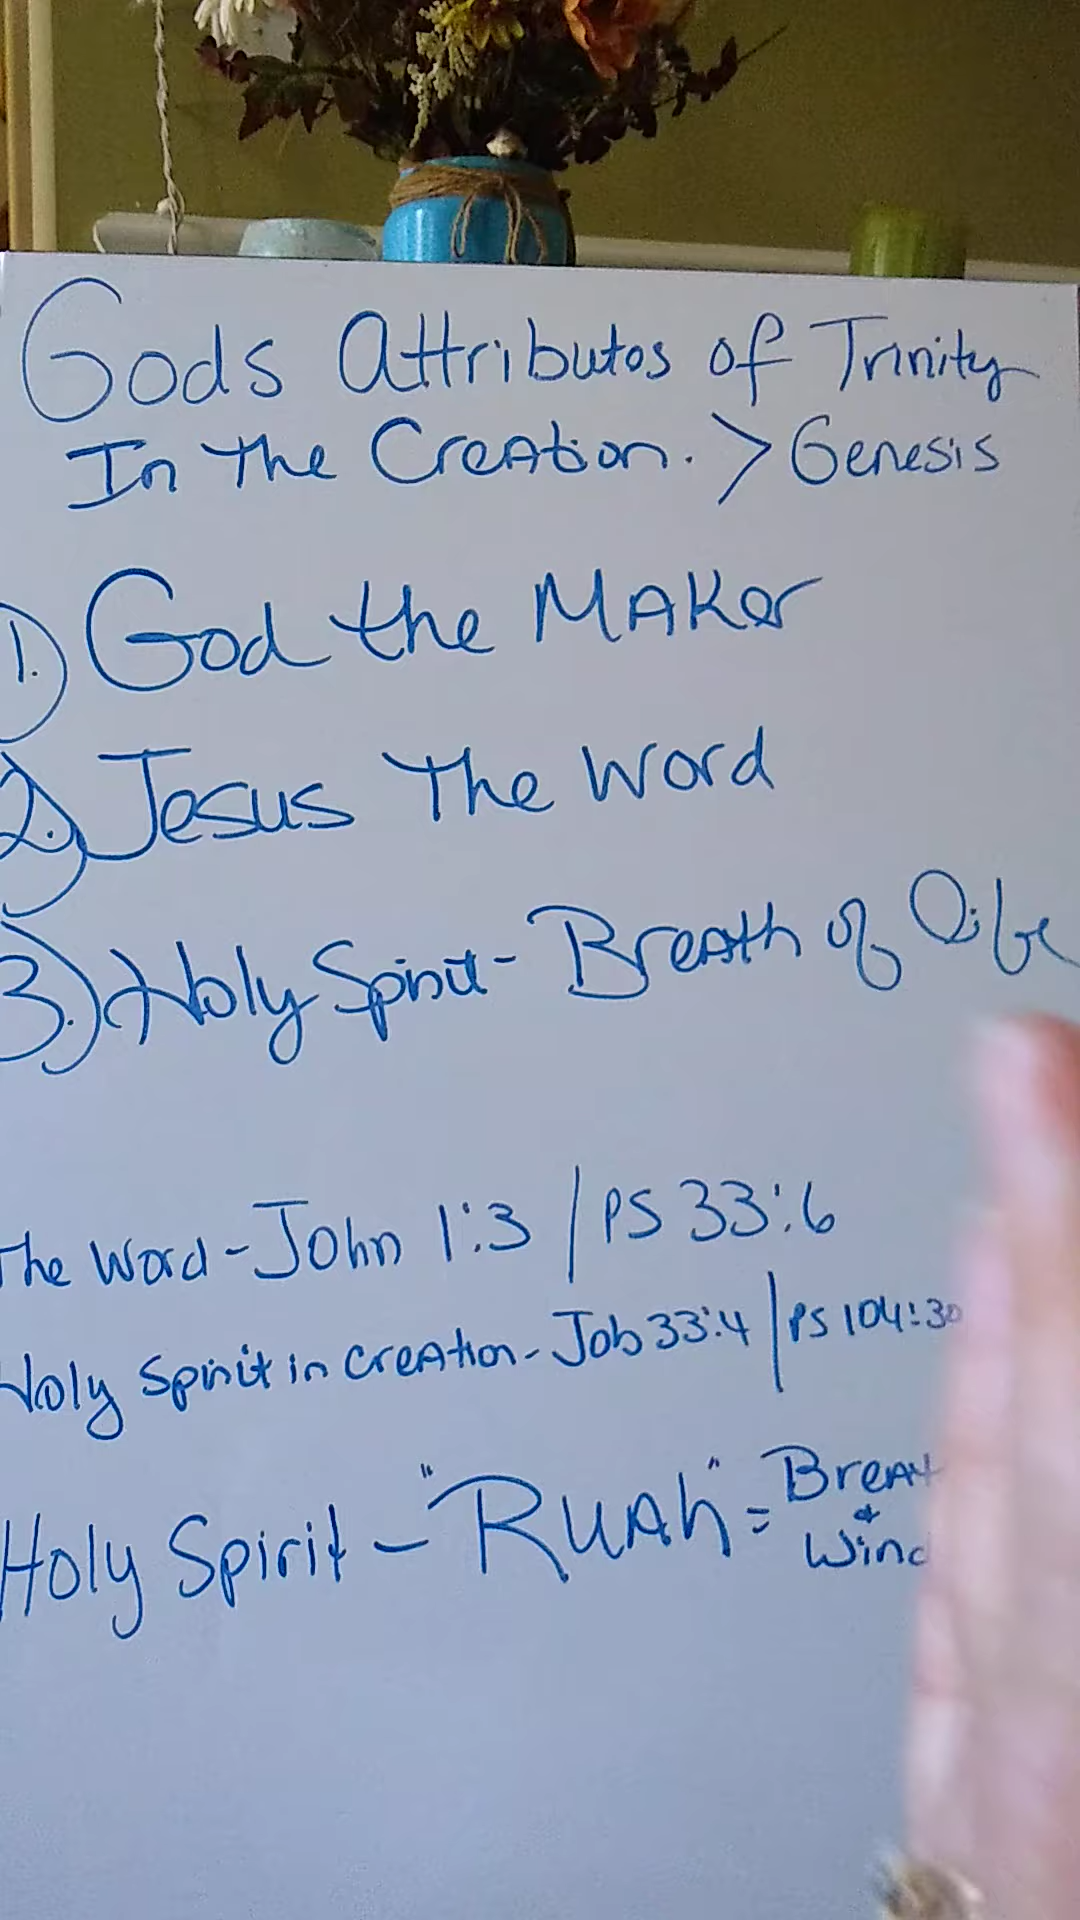 Gods Attributes of Trinity
In The Creation. > Genesis
1. God the Maker
2. Jesus The Word
3. Holy Spirit - Breath of Life
The Word - John 1:3 / PS 33:6
Holy Spirit in Creation - Job 33:4 / PS 104:30
Holy Spirit - "Ruah" = Breat
&
Wind